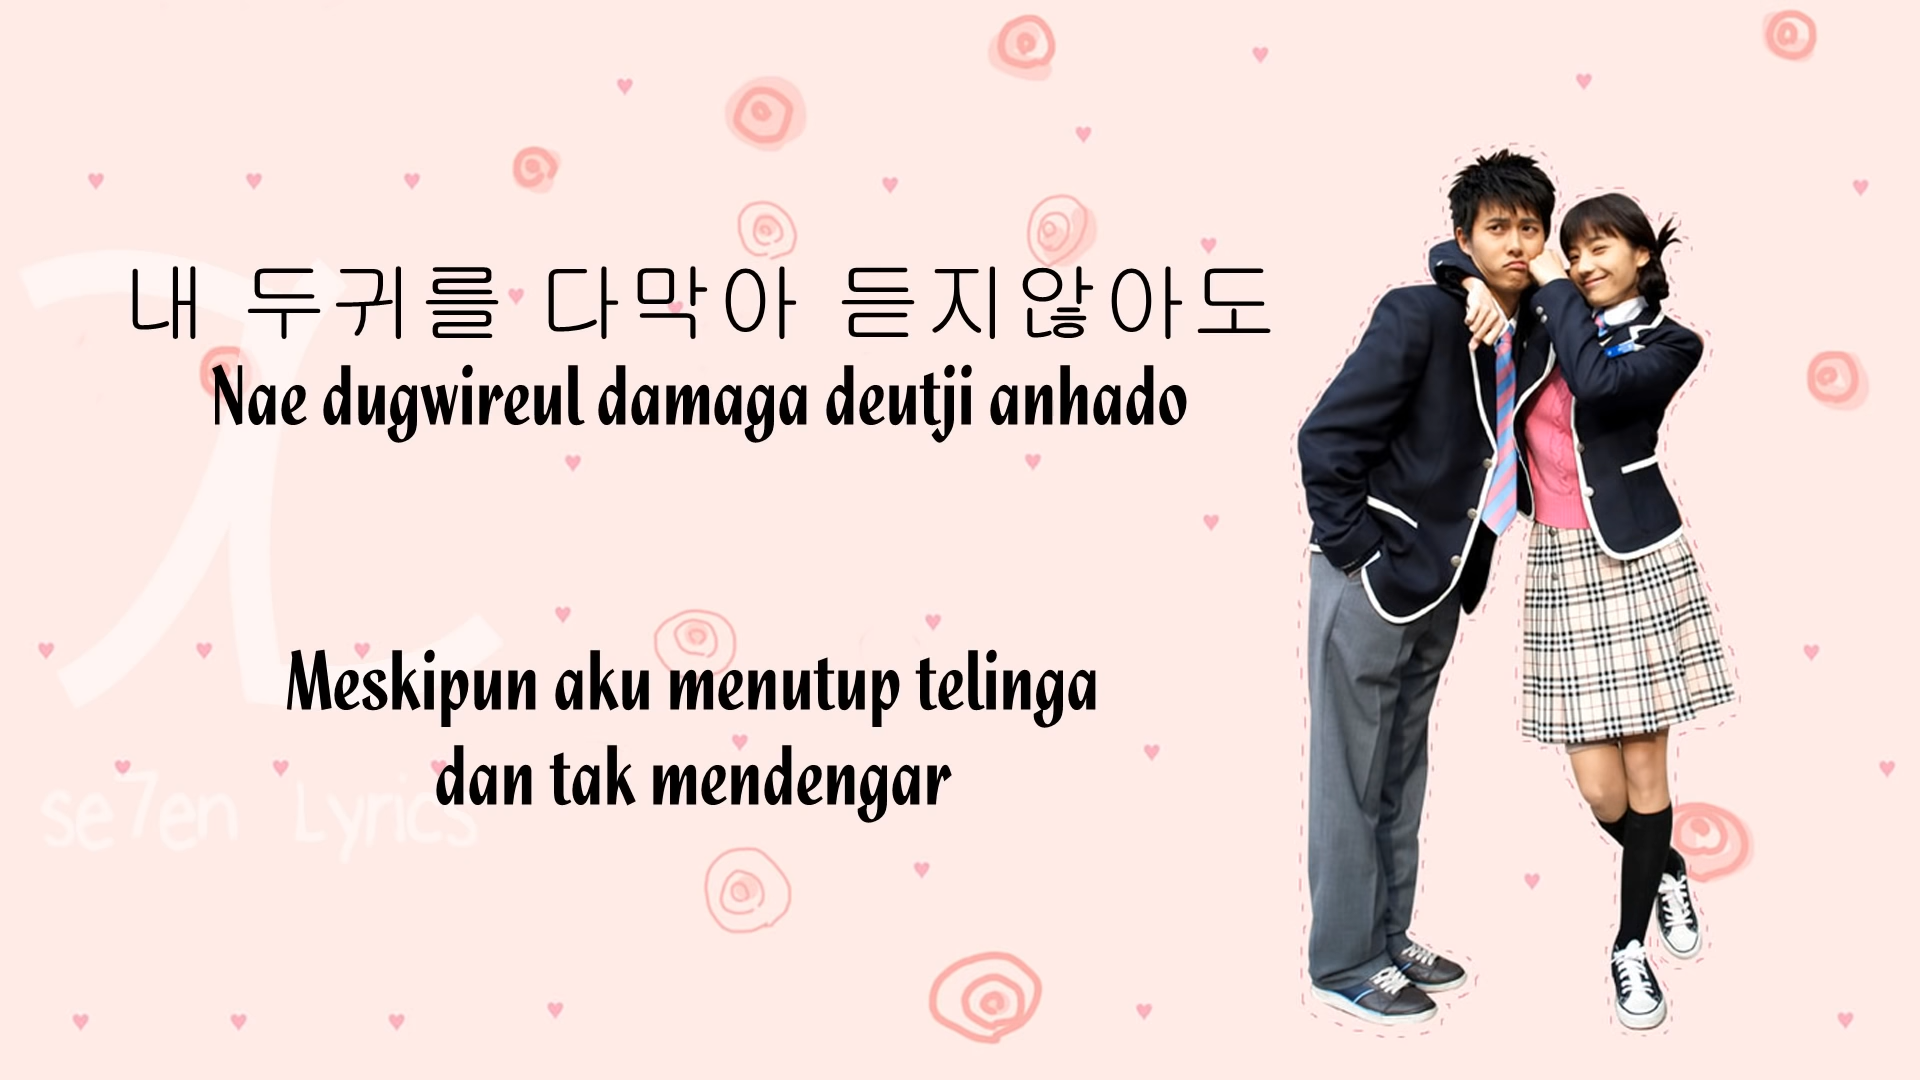 내 두귀를 다막아 듣지않아도
Nae dugwireul damaga deutji anhado
Meskipun aku menutup telinga
dan tak mendengar
se7en Lyrics